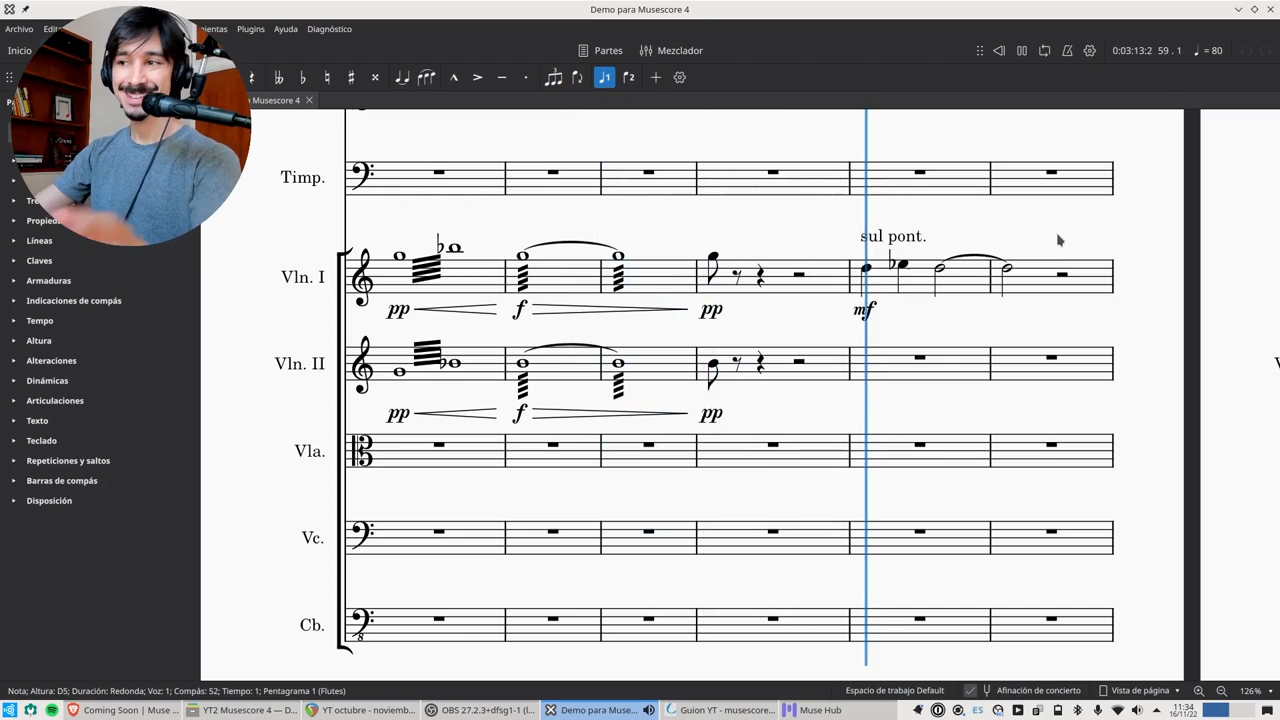 Demo para Musescore 4
Archivo
Plugins Ayuda Diagnóstico
Inicio
Partes Mezclador
0:03:13:2 59 . 1 = 80
1 2
Musescore 4
Timp.
Propieda
Líneas
Claves
Armaduras
Indicaciones de compás
Tempo
Altura
Alteraciones
Dinámicas
Articulaciones
Texto
Teclado
Repeticiones y saltos
Barras de compás
Disposición
sul pont.
Vln. I
pp f pp mf
Vln. II
pp f pp
Vla.
Vc.
Cb.
8
Nota; Altura: D5; Duración: Redonda; Voz: 1; Compás: 52; Tiempo: 1; Pentagrama 1 (Flutes)
Espacio de trabajo Default Afinación de concierto Vista de página 126%
Coming Soon | Muse ... YT2 Musescore 4 — D... YT octubre - noviemb... OBS 27.2.3+dfsg1-1 (l... Demo para Muse... Guion YT - musescore... Muse Hub ES 11:34
16/11/22